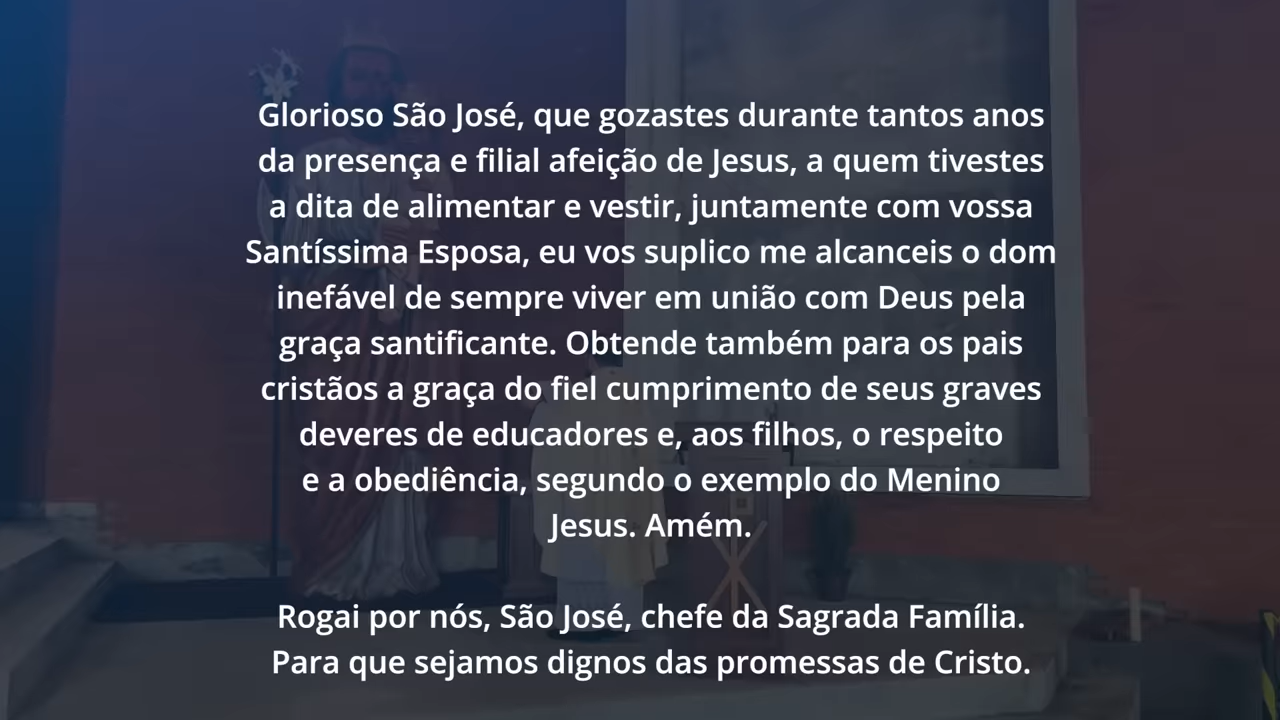 Glorioso São José, que gozastes durante tantos anos
da presença e filial afeição de Jesus, a quem tivestes
a dita de alimentar e vestir, juntamente com vossa
Santíssima Esposa, eu vos suplico me alcanceis o dom
inefável de sempre viver em união com Deus pela
graça santificante. Obtende também para os pais
cristãos a graça do fiel cumprimento de seus graves
deveres de educadores e, aos filhos, o respeito
e a obediência, segundo o exemplo do Menino
Jesus. Amém.
Rogai por nós, São José, chefe da Sagrada Família.
Para que sejamos dignos das promessas de Cristo.